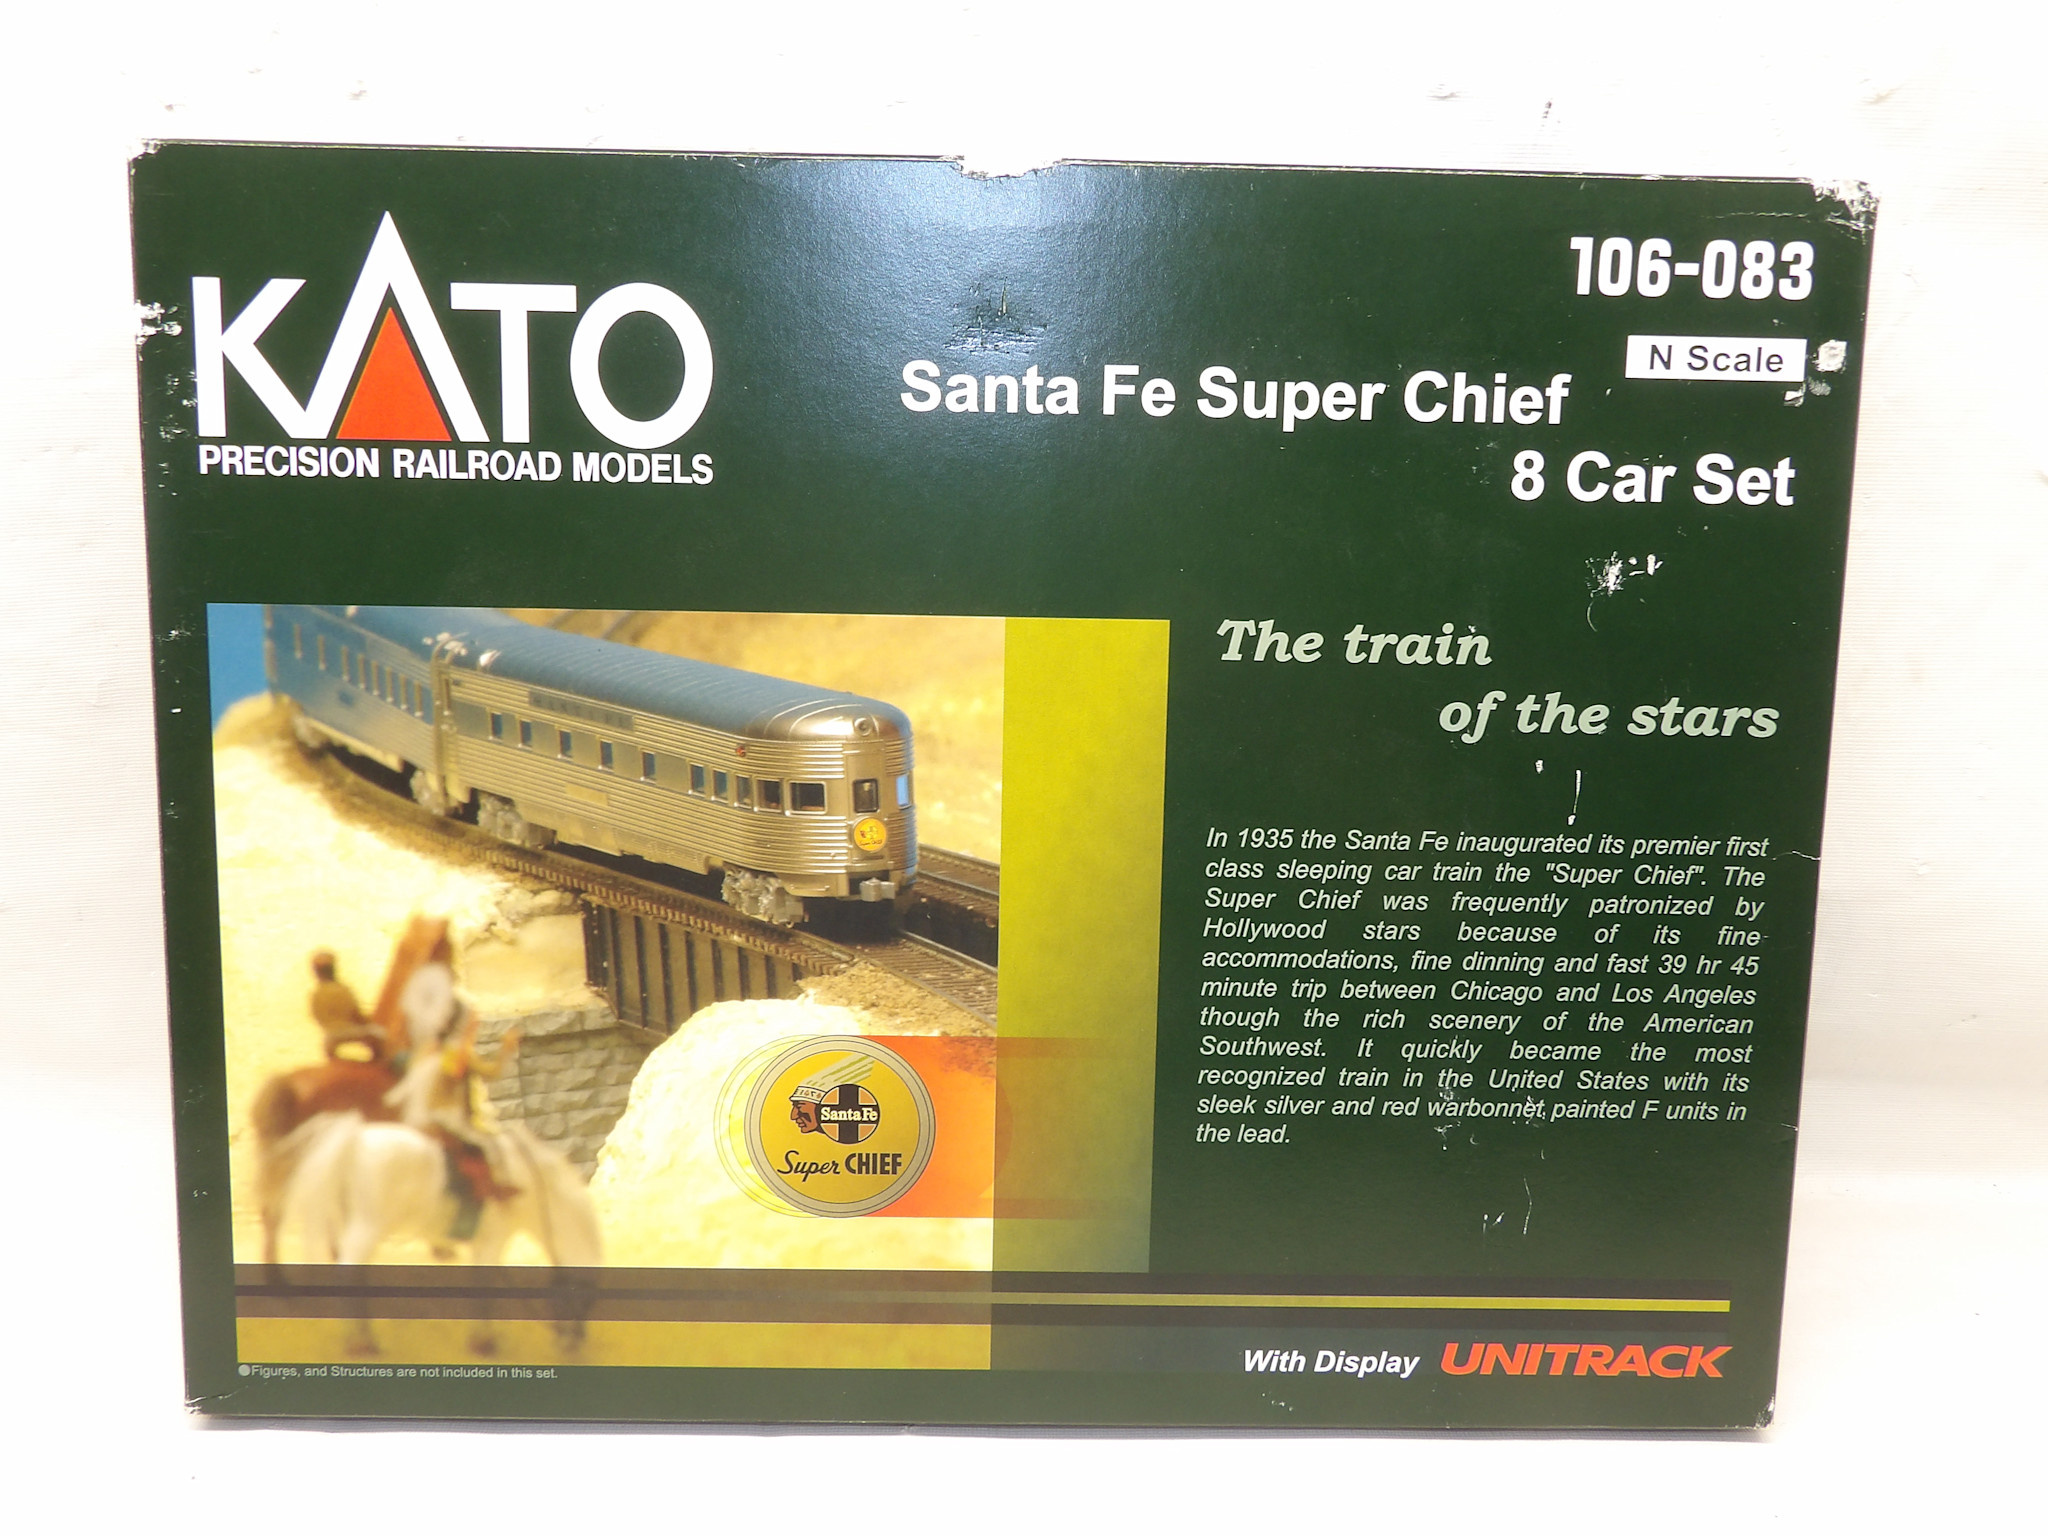 KATO
PRECISION RAILROAD MODELS
106-083
N Scale
Santa Fe Super Chief
8 Car Set
The train
of the stars
In 1935 the Santa Fe inaugurated its premier first
class sleeping car train the "Super Chief". The
Super Chief was frequently patronized by
Hollywood stars because of its fine
accommodations, fine dinning and fast 39 hr 45
minute trip between Chicago and Los Angeles
though the rich scenery of the American
Southwest. It quickly became the most
recognized train in the United States with its
sleek silver and red warbonnet painted F units in
the lead.
Santa Fe
Super CHIEF
With Display UNITRACK
●Figures, and Structures are not included in this set.